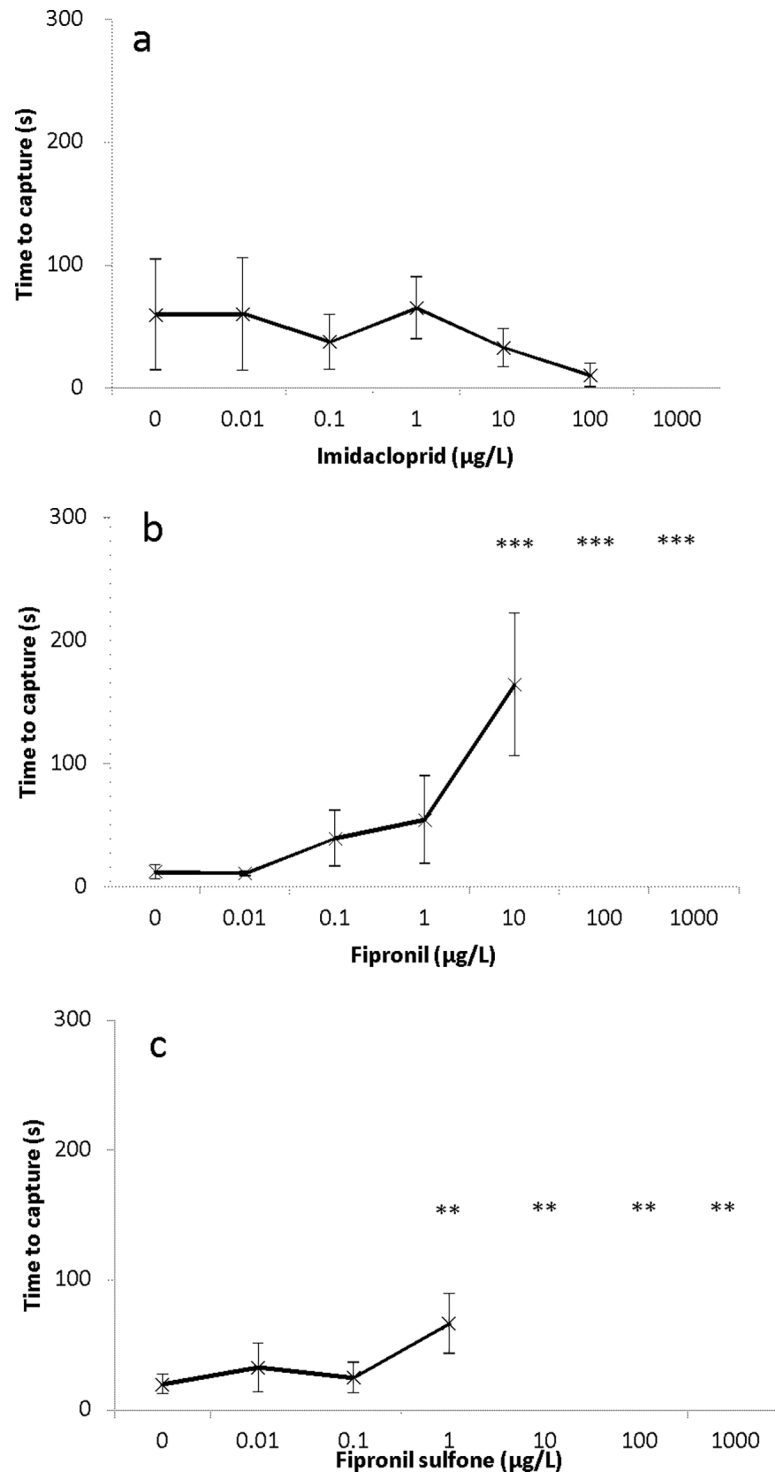 a
300
200
100
0
Time to capture (s)
0 0.01 0.1 1 10 100 1000
Imidacloprid (µg/L)
b
*** *** ***
300
200
100
0
Time to capture (s)
0 0.01 0.1 1 10 100 1000
Fipronil (µg/L)
c
** ** ** **
300
200
100
0
Time to capture (s)
0 0.01 0.1 1 10 100 1000
Fipronil sulfone (µg/L)